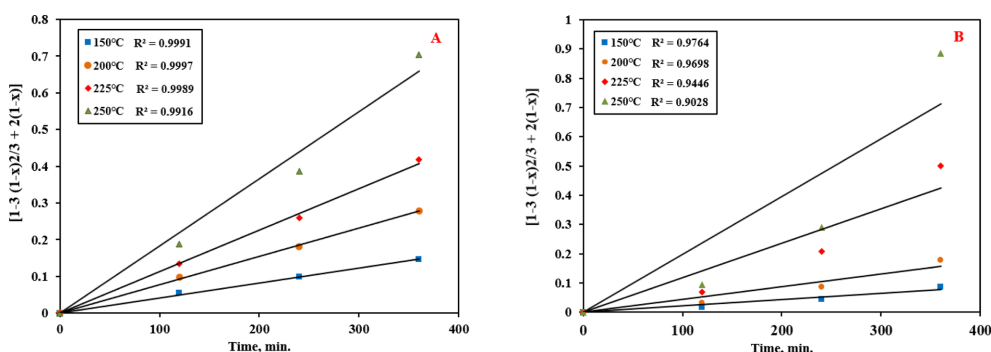 A
150°C R² = 0.9991
200°C R² = 0.9997
225°C R² = 0.9989
250°C R² = 0.9916
[1-3 (1-x)2/3 + 2(1-x)]
0.8
0.7
0.6
0.5
0.4
0.3
0.2
0.1
0
0 100 200 300 400
Time, min.
B
150°C R² = 0.9764
200°C R² = 0.9698
225°C R² = 0.9446
250°C R² = 0.9028
[1-3 (1-x)2/3 + 2(1-x)]
1
0.9
0.8
0.7
0.6
0.5
0.4
0.3
0.2
0.1
0
0 100 200 300 400
Time, min.